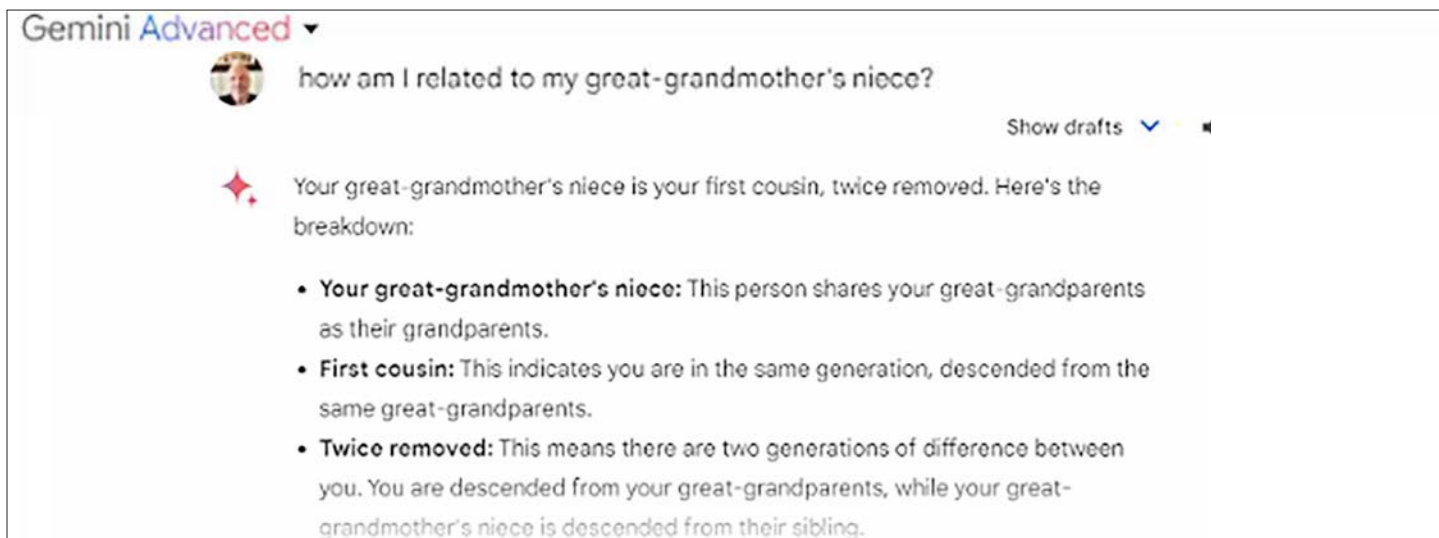 Gemini Advanced
how am I related to my great-grandmother's niece?
Show drafts
Your great-grandmother's niece is your first cousin, twice removed. Here's the
breakdown:
• Your great-grandmother's niece: This person shares your great-grandparents
as their grandparents.
• First cousin: This indicates you are in the same generation, descended from the
same great-grandparents.
• Twice removed: This means there are two generations of difference between
you. You are descended from your great-grandparents, while your great-
grandmother's niece is descended from their sibling.